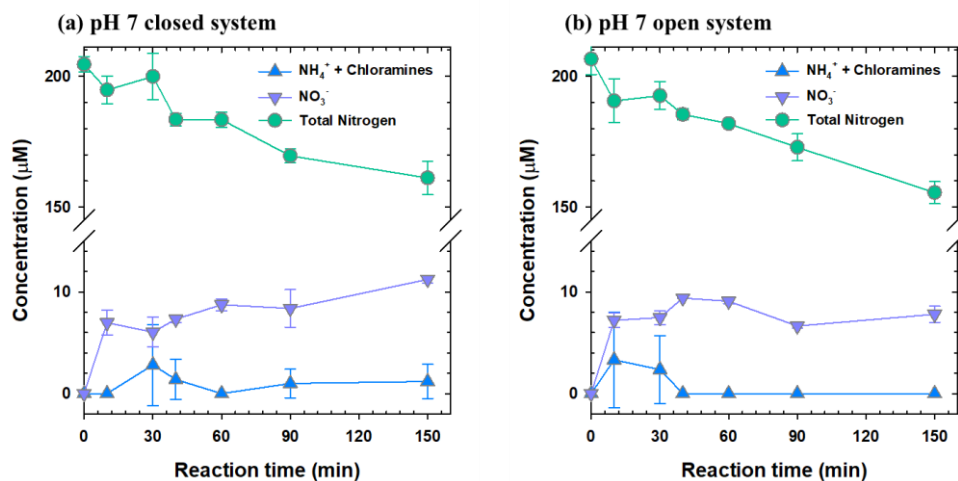 (a) pH 7 closed system
Concentration (μM)
200
150
10
0
NH₄⁺ + Chloramines
NO₃⁻
Total Nitrogen
0 30 60 90 120 150
Reaction time (min)
(b) pH 7 open system
Concentration (μM)
200
150
10
0
NH₄⁺ + Chloramines
NO₃⁻
Total Nitrogen
0 30 60 90 120 150
Reaction time (min)